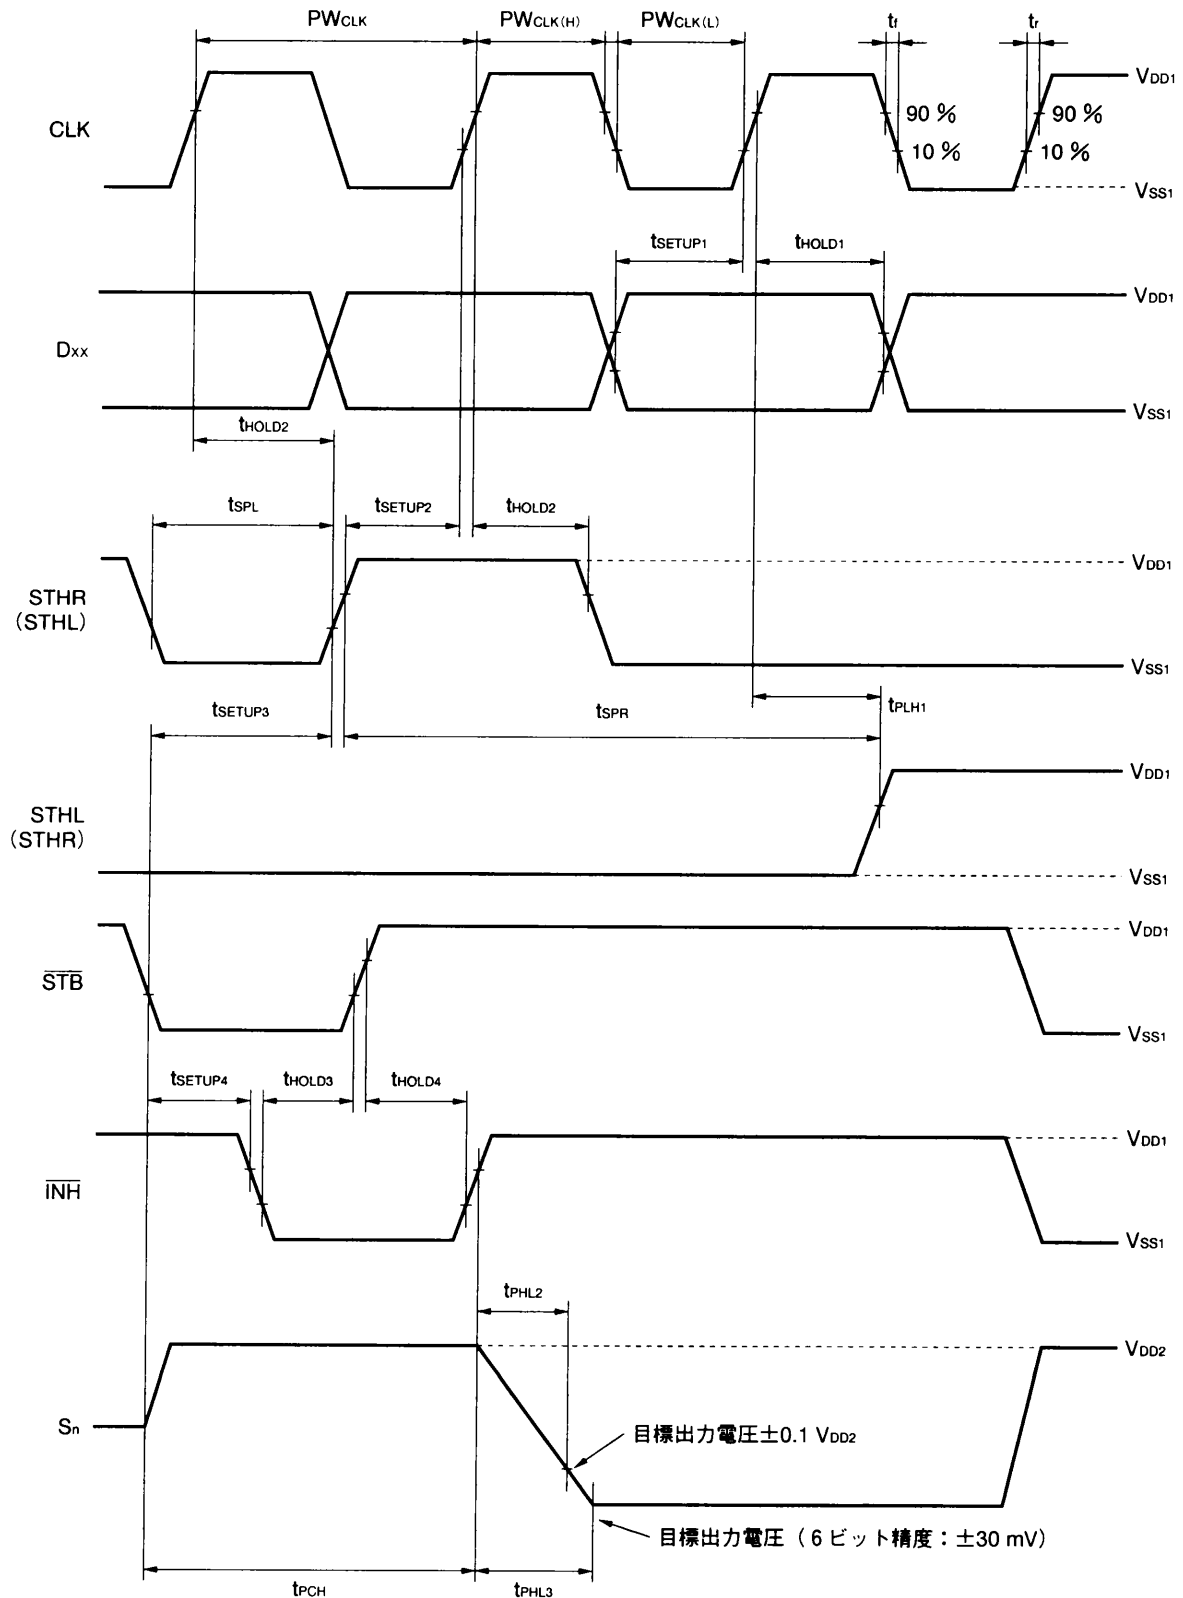 PWCLK PWCLK(H) PWCLK(L) tf tr
VDD1
CLK
90 % 90 %
10 % 10 %
VSS1
tSETUP1 tHOLD1
VDD1
Dxx
VSS1
tHOLD2
tSPL tSETUP2 tHOLD2
VDD1
STHR
(STHL)
VSS1
tSETUP3 tSPR tPLH1
VDD1
STHL
(STHR)
VSS1
VDD1
STB
VSS1
tSETUP4 tHOLD3 tHOLD4
VDD1
INH
VSS1
tPHL2
VDD2
Sn
目標出力電圧±0.1 VDD2
目標出力電圧（6 ビット精度：±30 mV）
tPCH tPHL3